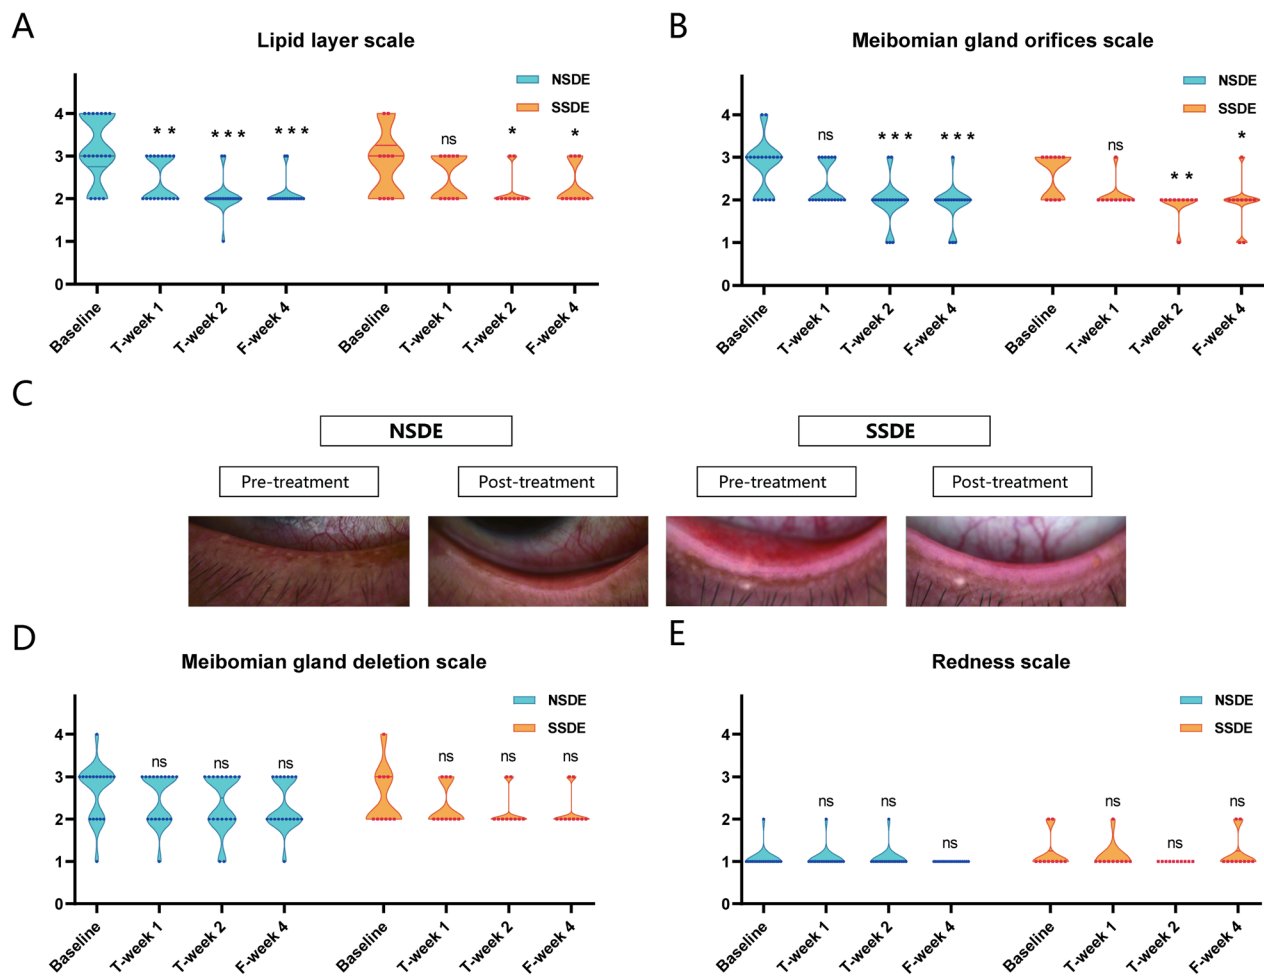 A
Lipid layer scale
NSDE
SSDE
4
3
2
1
0
* *
* * *
* * *
ns
*
*
Baseline
T-week 1
T-week 2
F-week 4
Baseline
T-week 1
T-week 2
F-week 4
B
Meibomian gland orifices scale
NSDE
SSDE
4
3
2
1
0
ns
* * *
* * *
ns
* *
*
Baseline
T-week 1
T-week 2
F-week 4
Baseline
T-week 1
T-week 2
F-week 4
C
NSDE
SSDE
Pre-treatment
Post-treatment
Pre-treatment
Post-treatment
D
Meibomian gland deletion scale
NSDE
SSDE
4
3
2
1
0
ns
ns
ns
ns
ns
ns
Baseline
T-week 1
T-week 2
F-week 4
Baseline
T-week 1
T-week 2
F-week 4
E
Redness scale
NSDE
SSDE
4
3
2
1
0
ns
ns
ns
ns
ns
ns
Baseline
T-week 1
T-week 2
F-week 4
Baseline
T-week 1
T-week 2
F-week 4